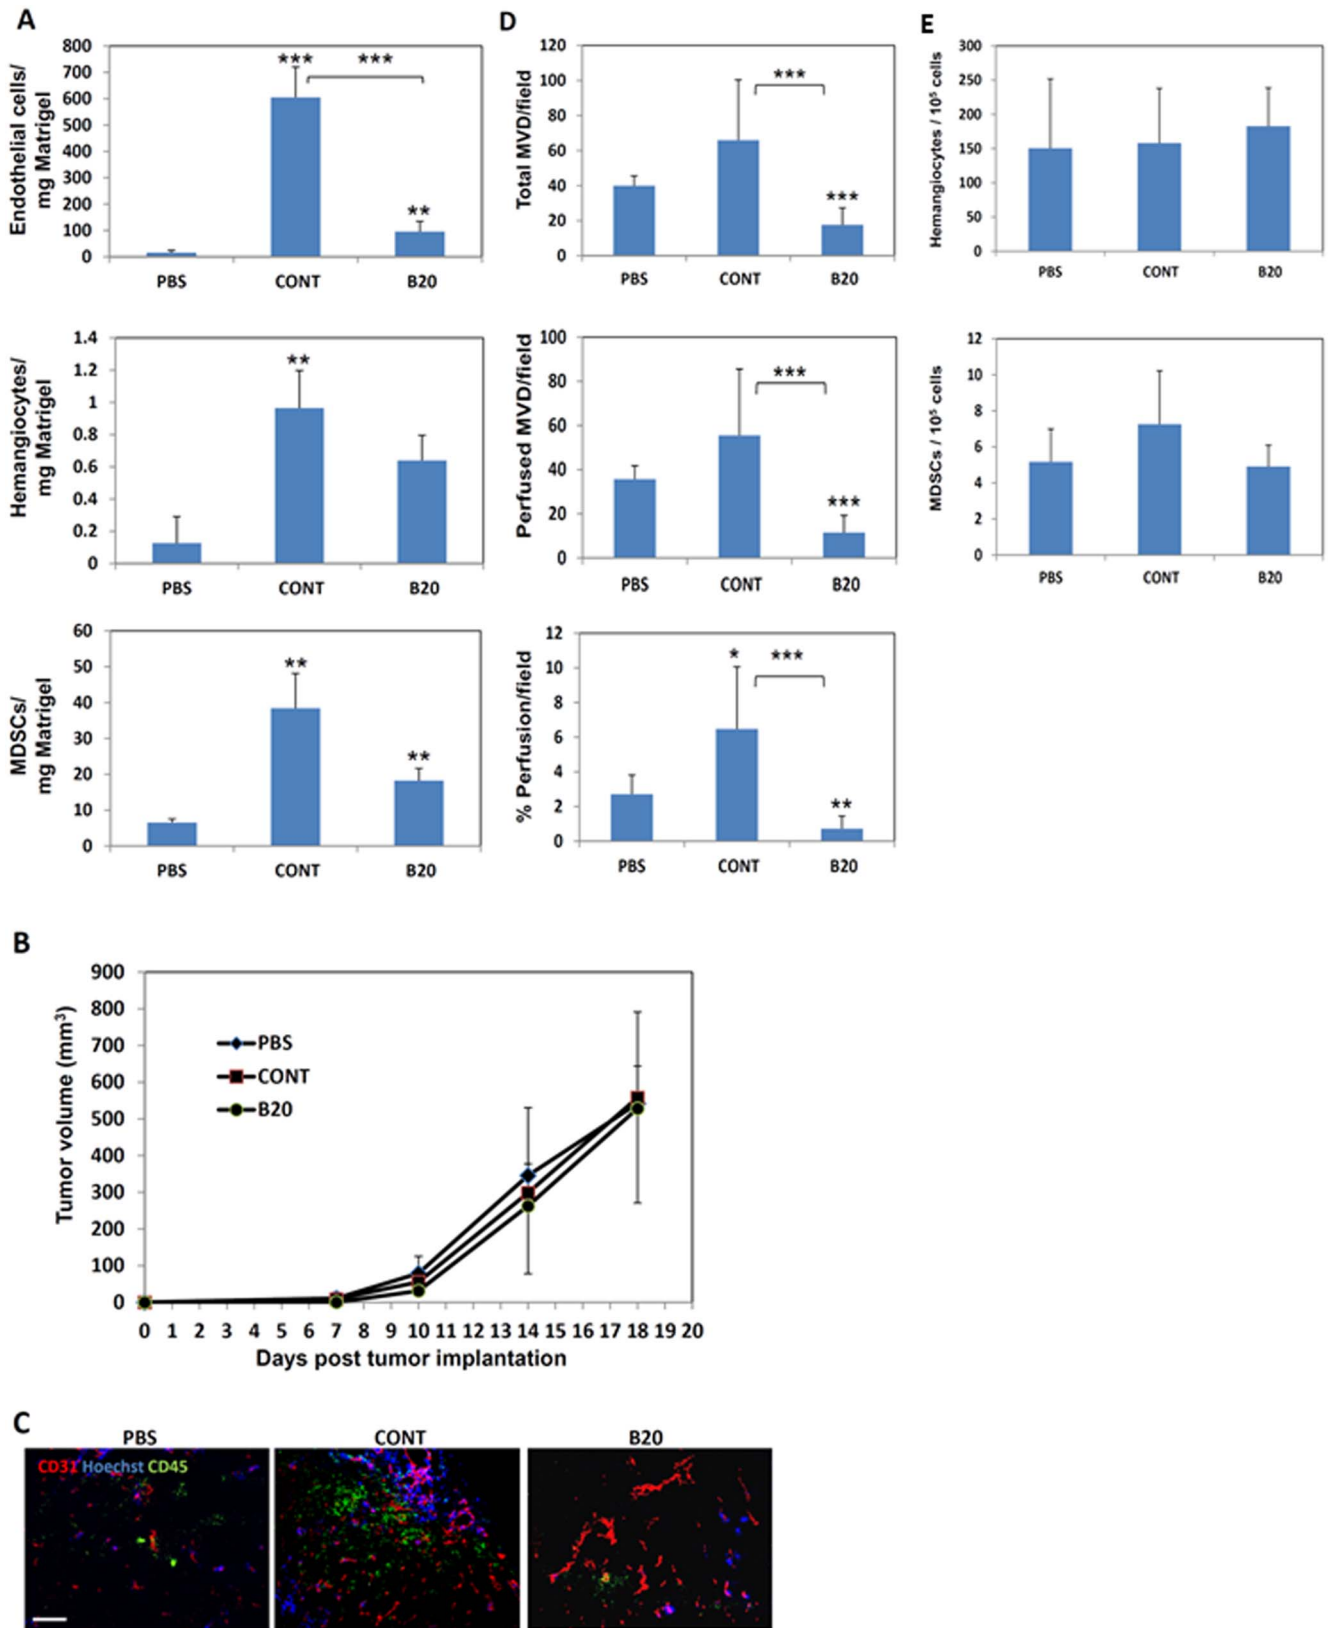 A
Endothelial cells/
mg Matrigel
800
700
600
500
400
300
200
100
0
***
***
**
PBS CONT B20
Hemangiocytes/
mg Matrigel
1.4
1.2
1
0.8
0.6
0.4
0.2
0
**
PBS CONT B20
MDSCs/
mg Matrigel
60
50
40
30
20
10
0
**
**
PBS CONT B20
D
Total MVD/field
120
100
80
60
40
20
0
***
***
PBS CONT B20
Perfused MVD/field
100
80
60
40
20
0
***
***
PBS CONT B20
% Perfusion/field
12
10
8
6
4
2
0
*
***
**
PBS CONT B20
E
Hemangiocytes / 10⁵ cells
300
250
200
150
100
50
0
PBS CONT B20
MDSCs / 10⁵ cells
12
10
8
6
4
2
0
PBS CONT B20
B
Tumor volume (mm³)
900
800
700
600
500
400
300
200
100
0
PBS
CONT
B20
0 1 2 3 4 5 6 7 8 9 10 11 12 13 14 15 16 17 18 19 20
Days post tumor implantation
C
PBS CONT B20
CD31 Hoechst CD45